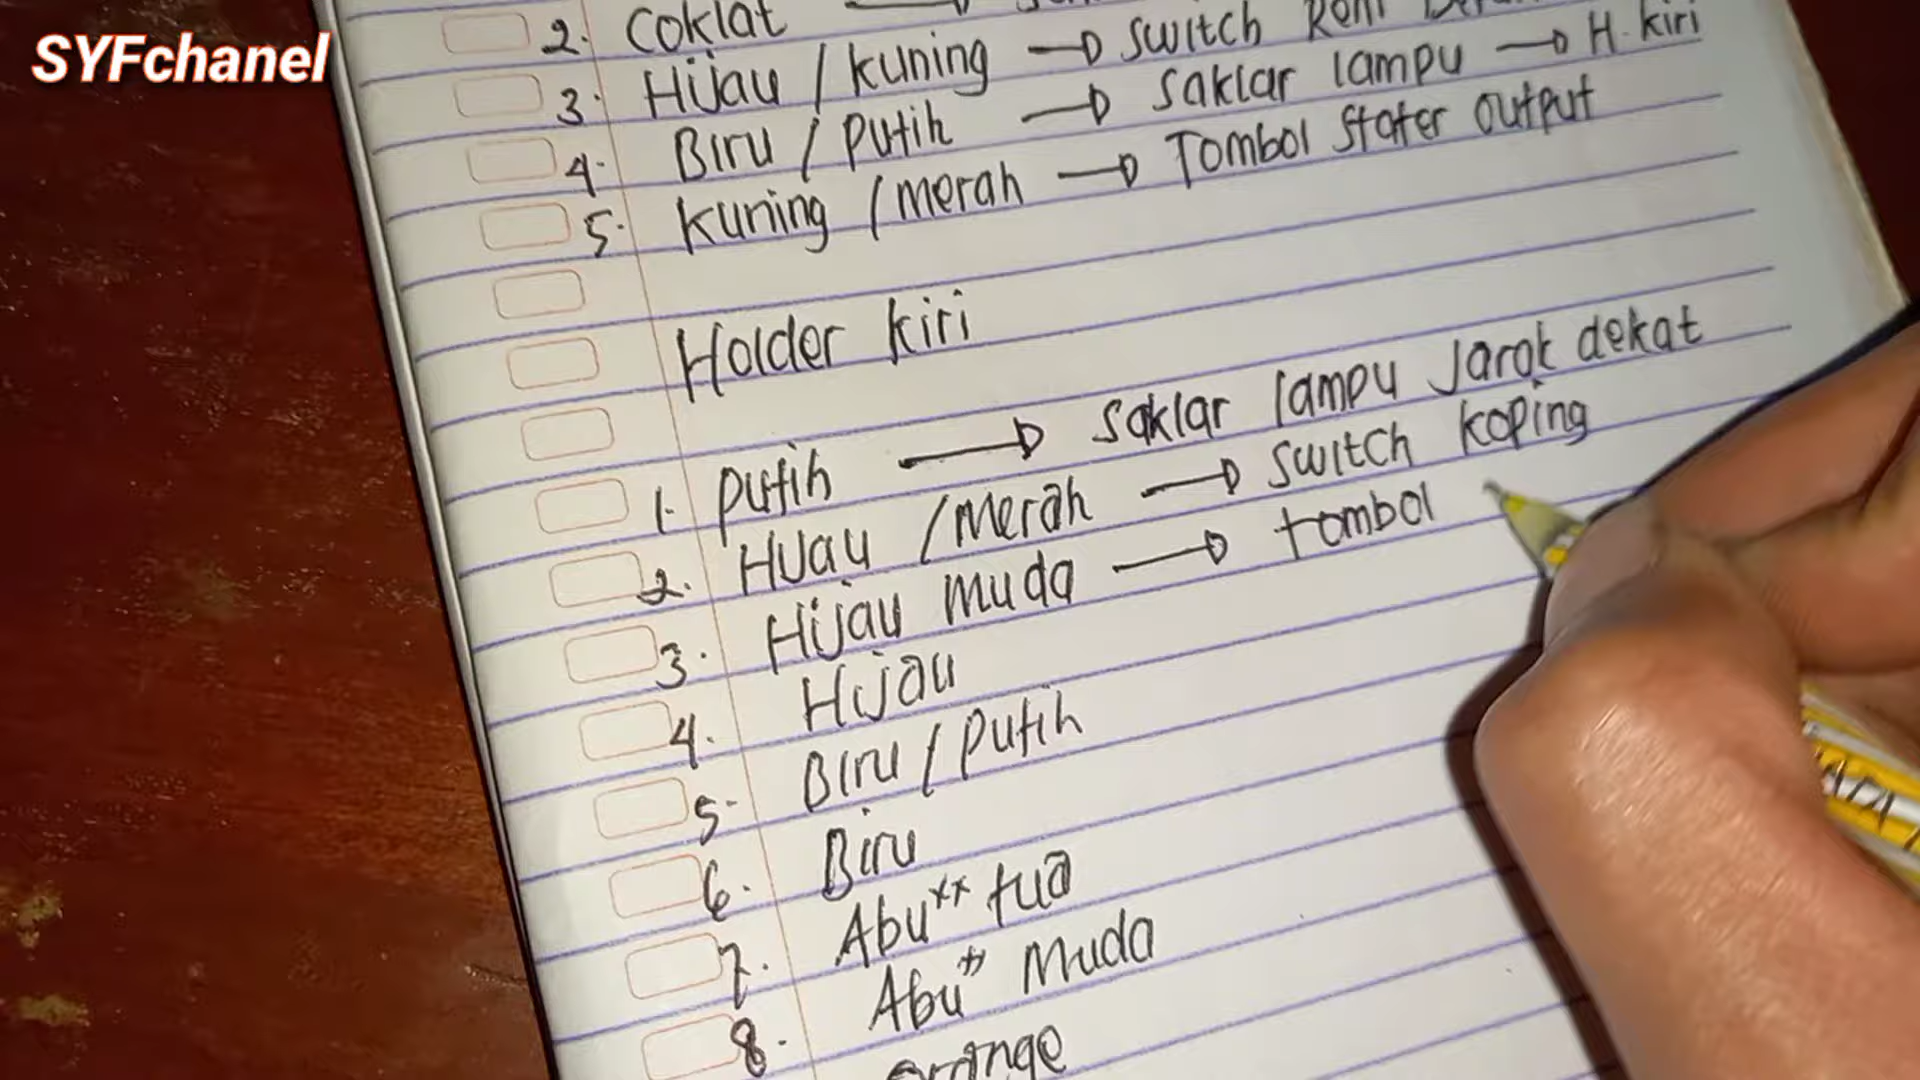 SYFchanel
2. Coklat
3. Hijau / kuning → switch Rem
4. Biru / putih → saklar lampu → H. kiri
5. kuning / merah → Tombol stater output
Holder kiri
1. putih → saklar lampu Jarak dekat
2. Hijau / merah → switch koping
3. Hijau muda → tombol
4. Hijau
5. Biru / putih
6. Biru
7. Abu** tua
8. Abu" Muda
orange